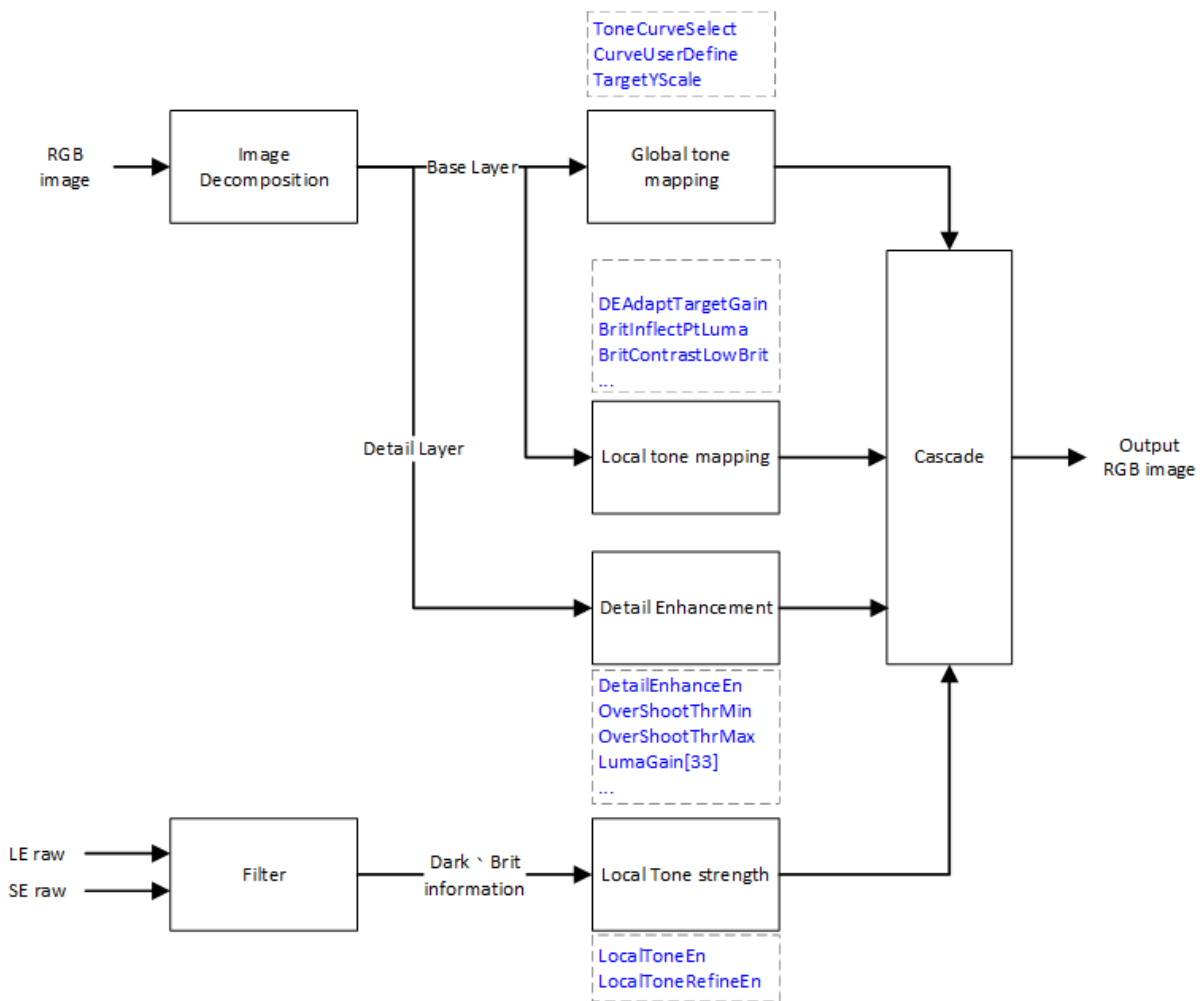 ToneCurveSelect
CurveUserDefine
TargetYScale
RGB
image
Image
Decomposition
Base Layer
Global tone
mapping
DEAdaptTargetGain
BritInflectPtLuma
BritContrastLowBrit
...
Detail Layer
Local tone mapping
Cascade
Output
RGB image
Detail Enhancement
DetailEnhanceEn
OverShootThrMin
OverShootThrMax
LumaGain[33]
...
LE raw
SE raw
Filter
Dark、Brit
information
Local Tone strength
LocalToneEn
LocalToneRefineEn